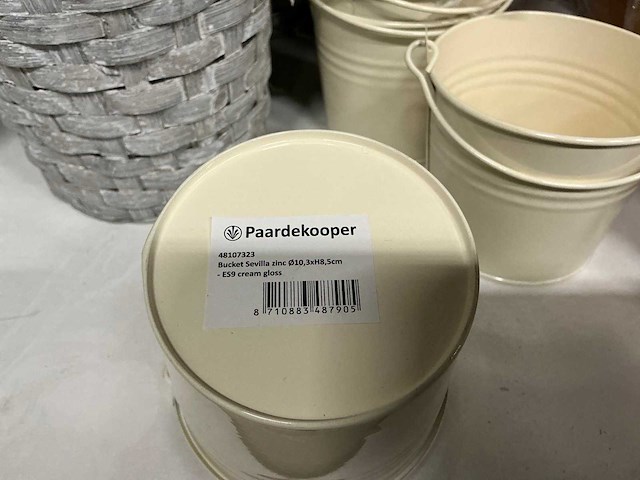 Paardekooper
48107323
Bucket Sevilla zinc Ø10,3xH8,5cm
- ES9 cream gloss
8 710883 487905